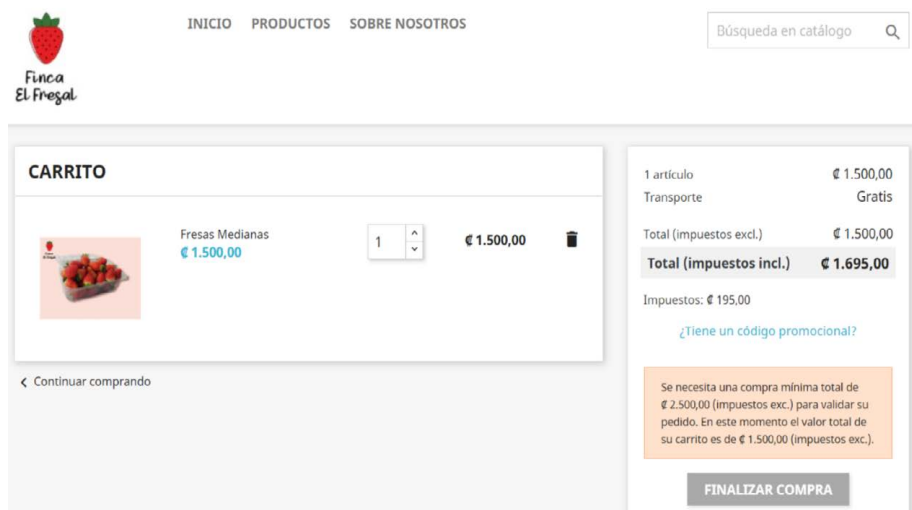 INICIO PRODUCTOS SOBRE NOSOTROS
Búsqueda en catálogo
Finca
El Fresal
CARRITO
Fresas Medianas
₡ 1.500,00
1
₡ 1.500,00
Continuar comprando
1 artículo ₡ 1.500,00
Transporte Gratis
Total (impuestos excl.) ₡ 1.500,00
Total (impuestos incl.) ₡ 1.695,00
Impuestos: ₡ 195,00
¿Tiene un código promocional?
Se necesita una compra mínima total de
₡ 2.500,00 (impuestos exc.) para validar su
pedido. En este momento el valor total de
su carrito es de ₡ 1.500,00 (impuestos exc.).
FINALIZAR COMPRA